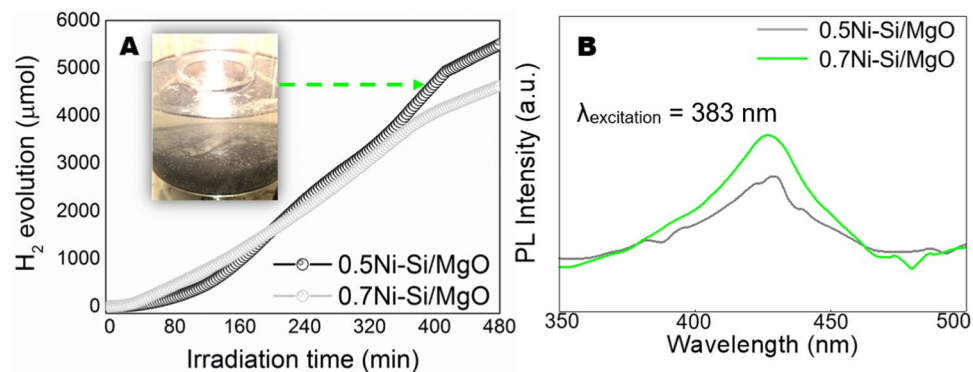 A
H₂ evolution (μmol)
6000
5000
4000
3000
2000
1000
0
0.5Ni-Si/MgO
0.7Ni-Si/MgO
0 80 160 240 320 400 480
Irradiation time (min)
B
PL Intensity (a.u.)
0.5Ni-Si/MgO
0.7Ni-Si/MgO
λexcitation = 383 nm
350 400 450 500
Wavelength (nm)